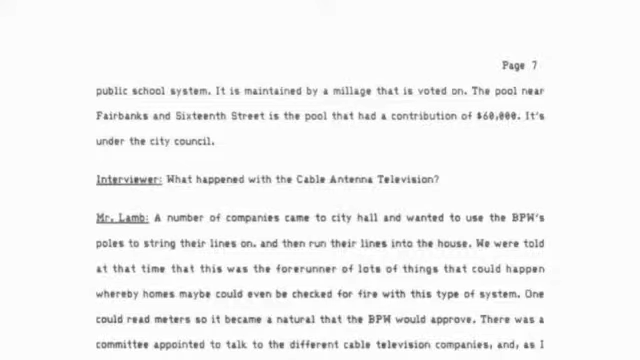 Page 7
public school system. It is maintained by a millage that is voted on. The pool near
Fairbanks and Sixteenth Street is the pool that had a contribution of $60,000. It's
under the city council.
Interviewer: What happened with the Cable Antenna Television?
Mr. Lamb: A number of companies came to city hall and wanted to use the BPW's
poles to string their lines on, and then run their lines into the house. We were told
at that time that this was the forerunner of lots of things that could happen
whereby homes maybe could even be checked for fire with this type of system. One
could read meters so it became a natural that the BPW would approve. There was a
committee appointed to talk to the different cable television companies, and, as I